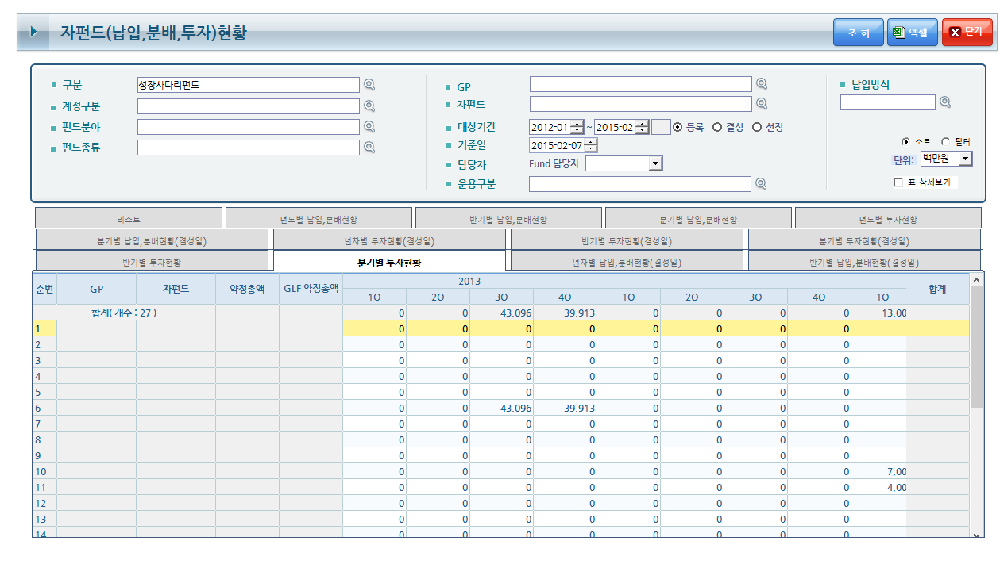 자펀드(납입,분배,투자)현황
조 회
엑셀
닫기
구분 성장사다리펀드
계정구분
펀드분야
펀드종류
GP
자펀드
대상기간 2012-01 ~ 2015-02 등록 결성 선정
기준일 2015-02-07
담당자 Fund 담당자
운용구분
납입방식
소트 필터
단위: 백만원
표 상세보기
리스트 년도별 납입,분배현황 반기별 납입,분배현황 분기별 납입,분배현황 년도별 투자현황
분기별 납입,분배현황(결성일) 년차별 투자현황(결성일) 반기별 투자현황(결성일) 분기별 투자현황(결성일)
반기별 투자현황 분기별 투자현황 년차별 납입,분배현황(결성일) 반기별 납입,분배현황(결성일)
순번 GP 자펀드 약정총액 GLF 약정총액 2013 합계
1Q 2Q 3Q 4Q 1Q 2Q 3Q 4Q 1Q
합계( 개수 : 27 ) 0 0 43,096 39,913 0 0 0 0 13,00
1 0 0 0 0 0 0 0 0
2 0 0 0 0 0 0 0 0
3 0 0 0 0 0 0 0 0
4 0 0 0 0 0 0 0 0
5 0 0 0 0 0 0 0 0
6 0 0 43,096 39,913 0 0 0 0
7 0 0 0 0 0 0 0 0
8 0 0 0 0 0 0 0 0
9 0 0 0 0 0 0 0 0
10 0 0 0 0 0 0 0 0 7,00
11 0 0 0 0 0 0 0 0 4,00
12 0 0 0 0 0 0 0 0
13 0 0 0 0 0 0 0 0
14 0 0 0 0 0 0 0 0